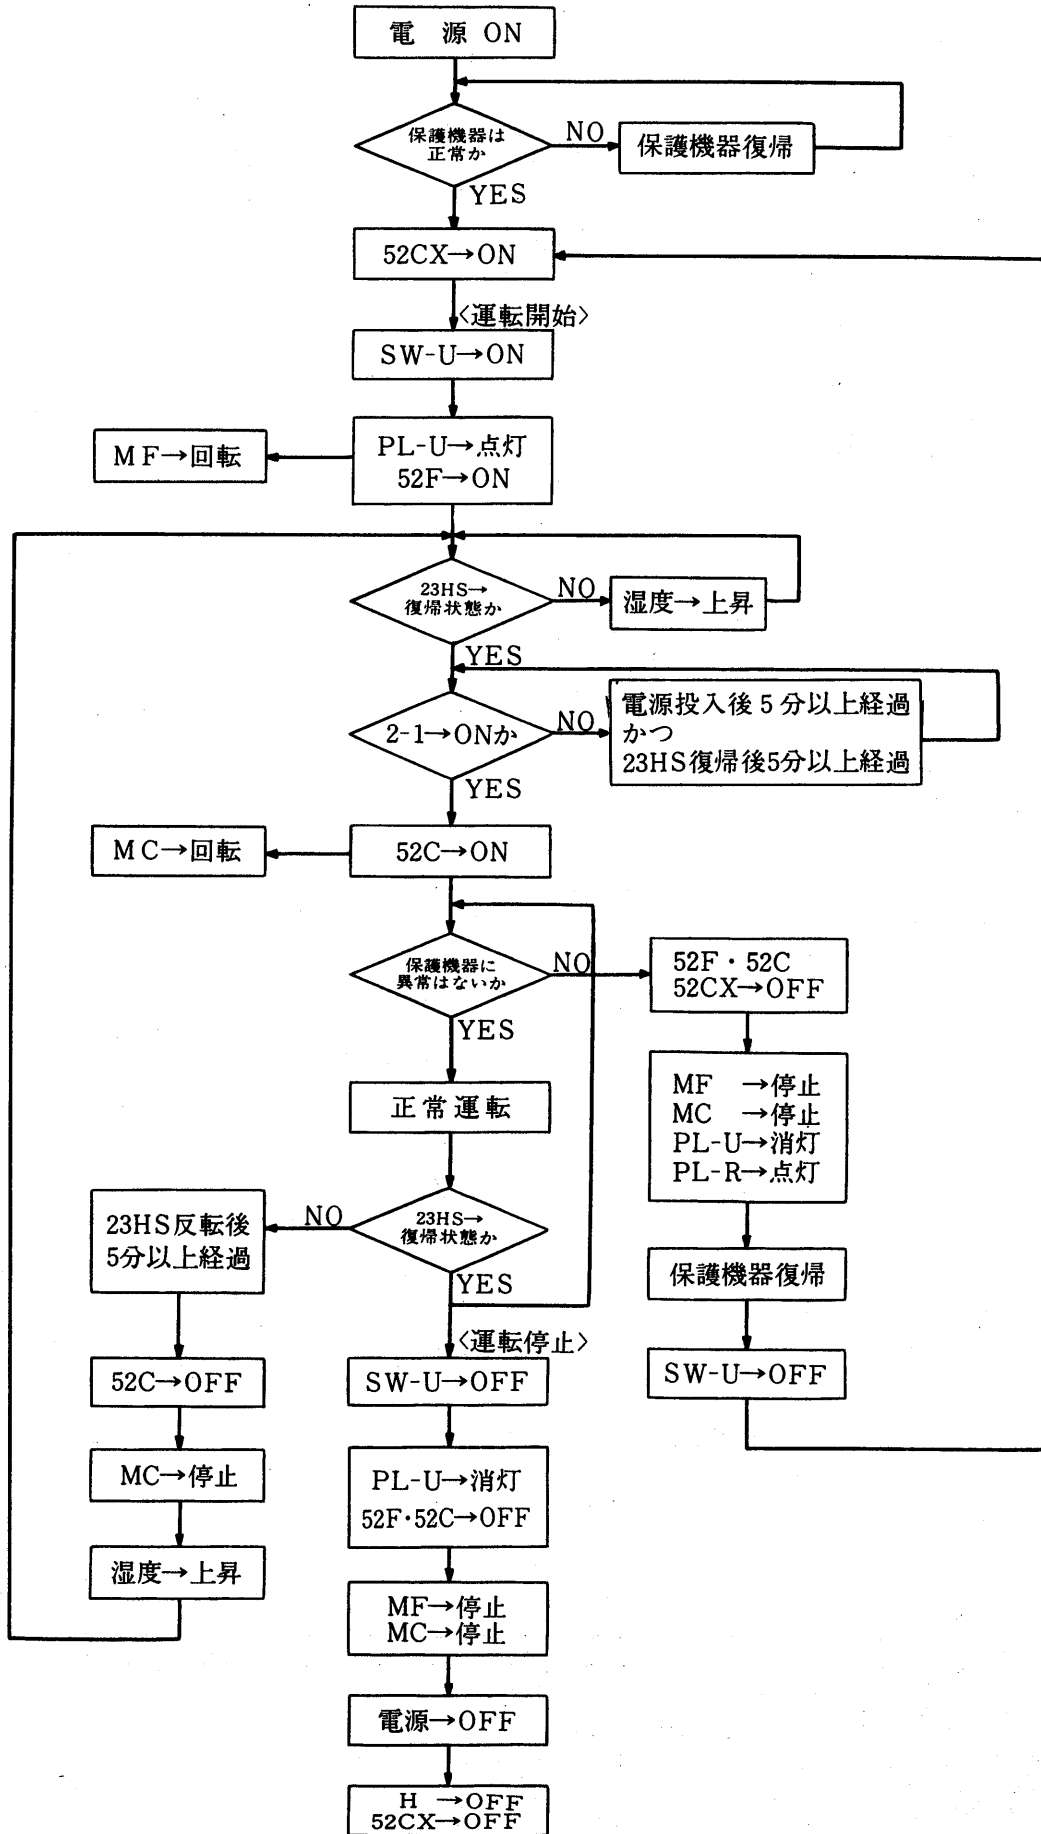 電 源 ON
保護機器は
正常か
NO
保護機器復帰
YES
52CX→ON
〈運転開始〉
SW-U→ON
PL-U→点灯
52F→ON
MF→回転
23HS→
復帰状態か
NO
湿度→上昇
YES
2-1→ONか
NO
電源投入後5分以上経過
かつ
23HS復帰後5分以上経過
YES
52C→ON
MC→回転
保護機器に
異常はないか
NO
52F・52C
52CX→OFF
YES
MF →停止
MC →停止
PL-U→消灯
PL-R→点灯
正常運転
23HS→
復帰状態か
NO
23HS反転後
5分以上経過
YES
保護機器復帰
〈運転停止〉
SW-U→OFF
SW-U→OFF
52C→OFF
MC→停止
湿度→上昇
PL-U→消灯
52F・52C→OFF
MF→停止
MC→停止
電源→OFF
H →OFF
52CX→OFF